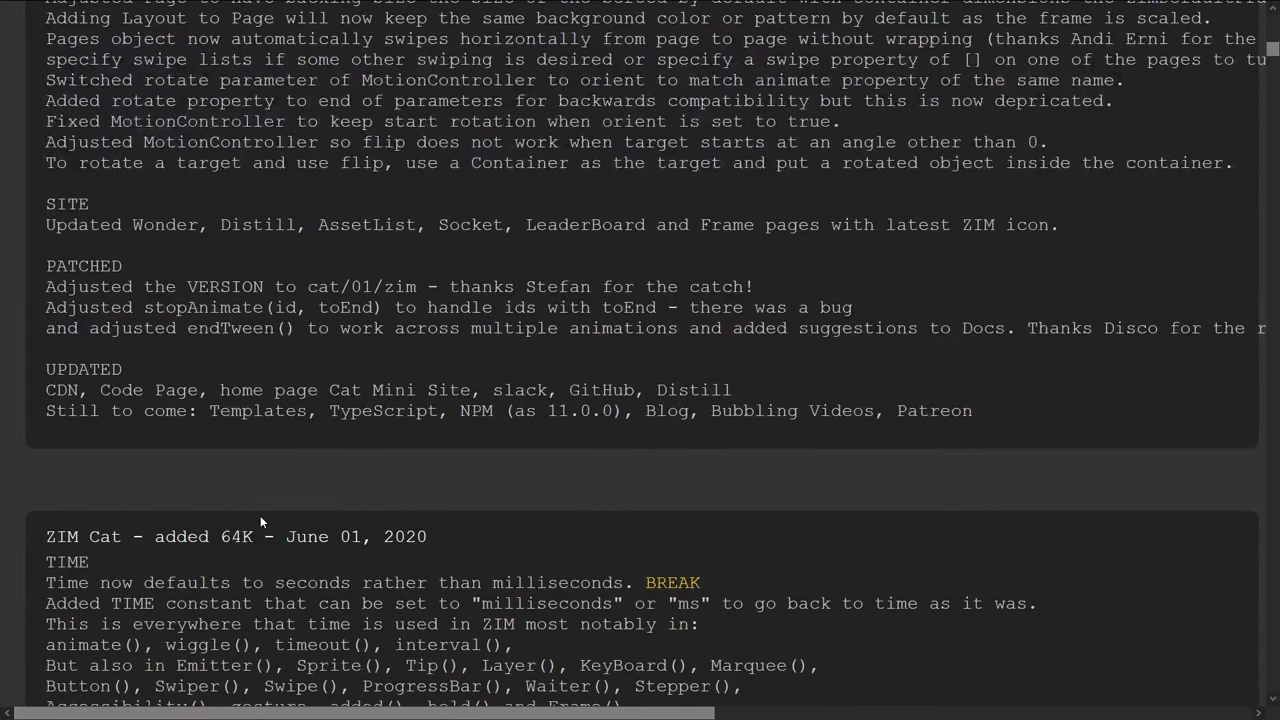 Adding Layout to Page will now keep the same background color or pattern by default as the frame is scaled.
Pages object now automatically swipes horizontally from page to page without wrapping (thanks Andi Erni for the
specify swipe lists if some other swiping is desired or specify a swipe property of [] on one of the pages to tu
Switched rotate parameter of MotionController to orient to match animate property of the same name.
Added rotate property to end of parameters for backwards compatibility but this is now depricated.
Fixed MotionController to keep start rotation when orient is set to true.
Adjusted MotionController so flip does not work when target starts at an angle other than 0.
To rotate a target and use flip, use a Container as the target and put a rotated object inside the container.
SITE
Updated Wonder, Distill, AssetList, Socket, LeaderBoard and Frame pages with latest ZIM icon.
PATCHED
Adjusted the VERSION to cat/01/zim - thanks Stefan for the catch!
Adjusted stopAnimate(id, toEnd) to handle ids with toEnd - there was a bug
and adjusted endTween() to work across multiple animations and added suggestions to Docs. Thanks Disco for the r
UPDATED
CDN, Code Page, home page Cat Mini Site, slack, GitHub, Distill
Still to come: Templates, TypeScript, NPM (as 11.0.0), Blog, Bubbling Videos, Patreon
ZIM Cat - added 64K - June 01, 2020
TIME
Time now defaults to seconds rather than milliseconds. BREAK
Added TIME constant that can be set to "milliseconds" or "ms" to go back to time as it was.
This is everywhere that time is used in ZIM most notably in:
animate(), wiggle(), timeout(), interval(),
But also in Emitter(), Sprite(), Tip(), Layer(), KeyBoard(), Marquee(),
Button(), Swiper(), Swipe(), ProgressBar(), Waiter(), Stepper(),